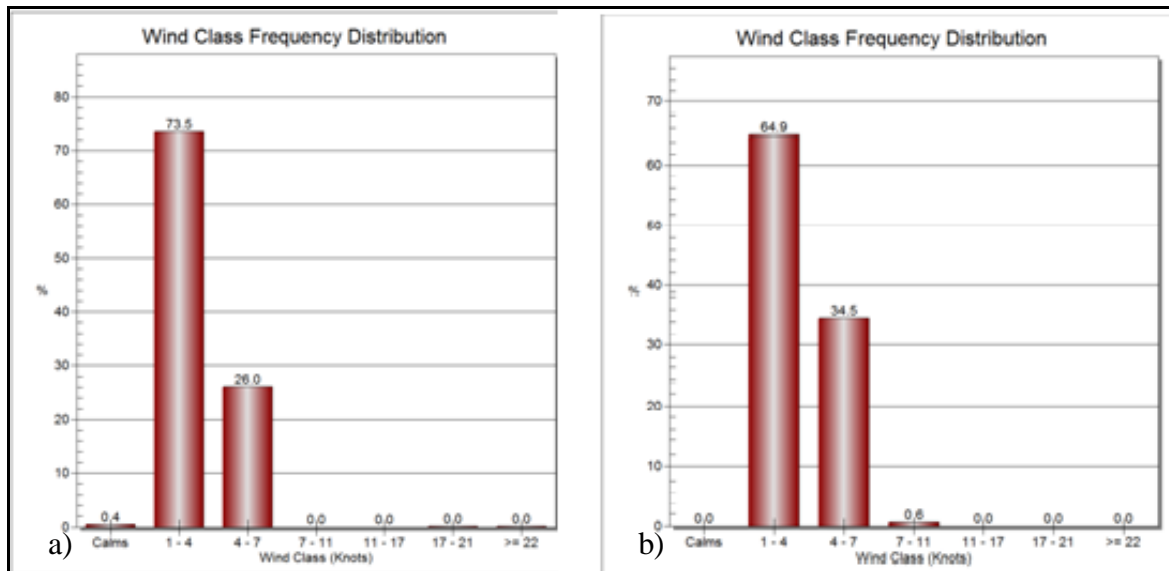 Wind Class Frequency Distribution
80
73.5
70
60
50
%
40
30
26.0
20
10
0.4 0.0 0.0 0.0 0.0
0
a)
Calms 1 - 4 4 - 7 7 - 11 11 - 17 17 - 21 >= 22
Wind Class (Knots)
Wind Class Frequency Distribution
70
64.9
60
50
40
%
34.5
30
20
10
0.0 0.6 0.0 0.0 0.0
0
b)
Calms 1 - 4 4 - 7 7 - 11 11 - 17 17 - 21 >= 22
Wind Class (Knots)